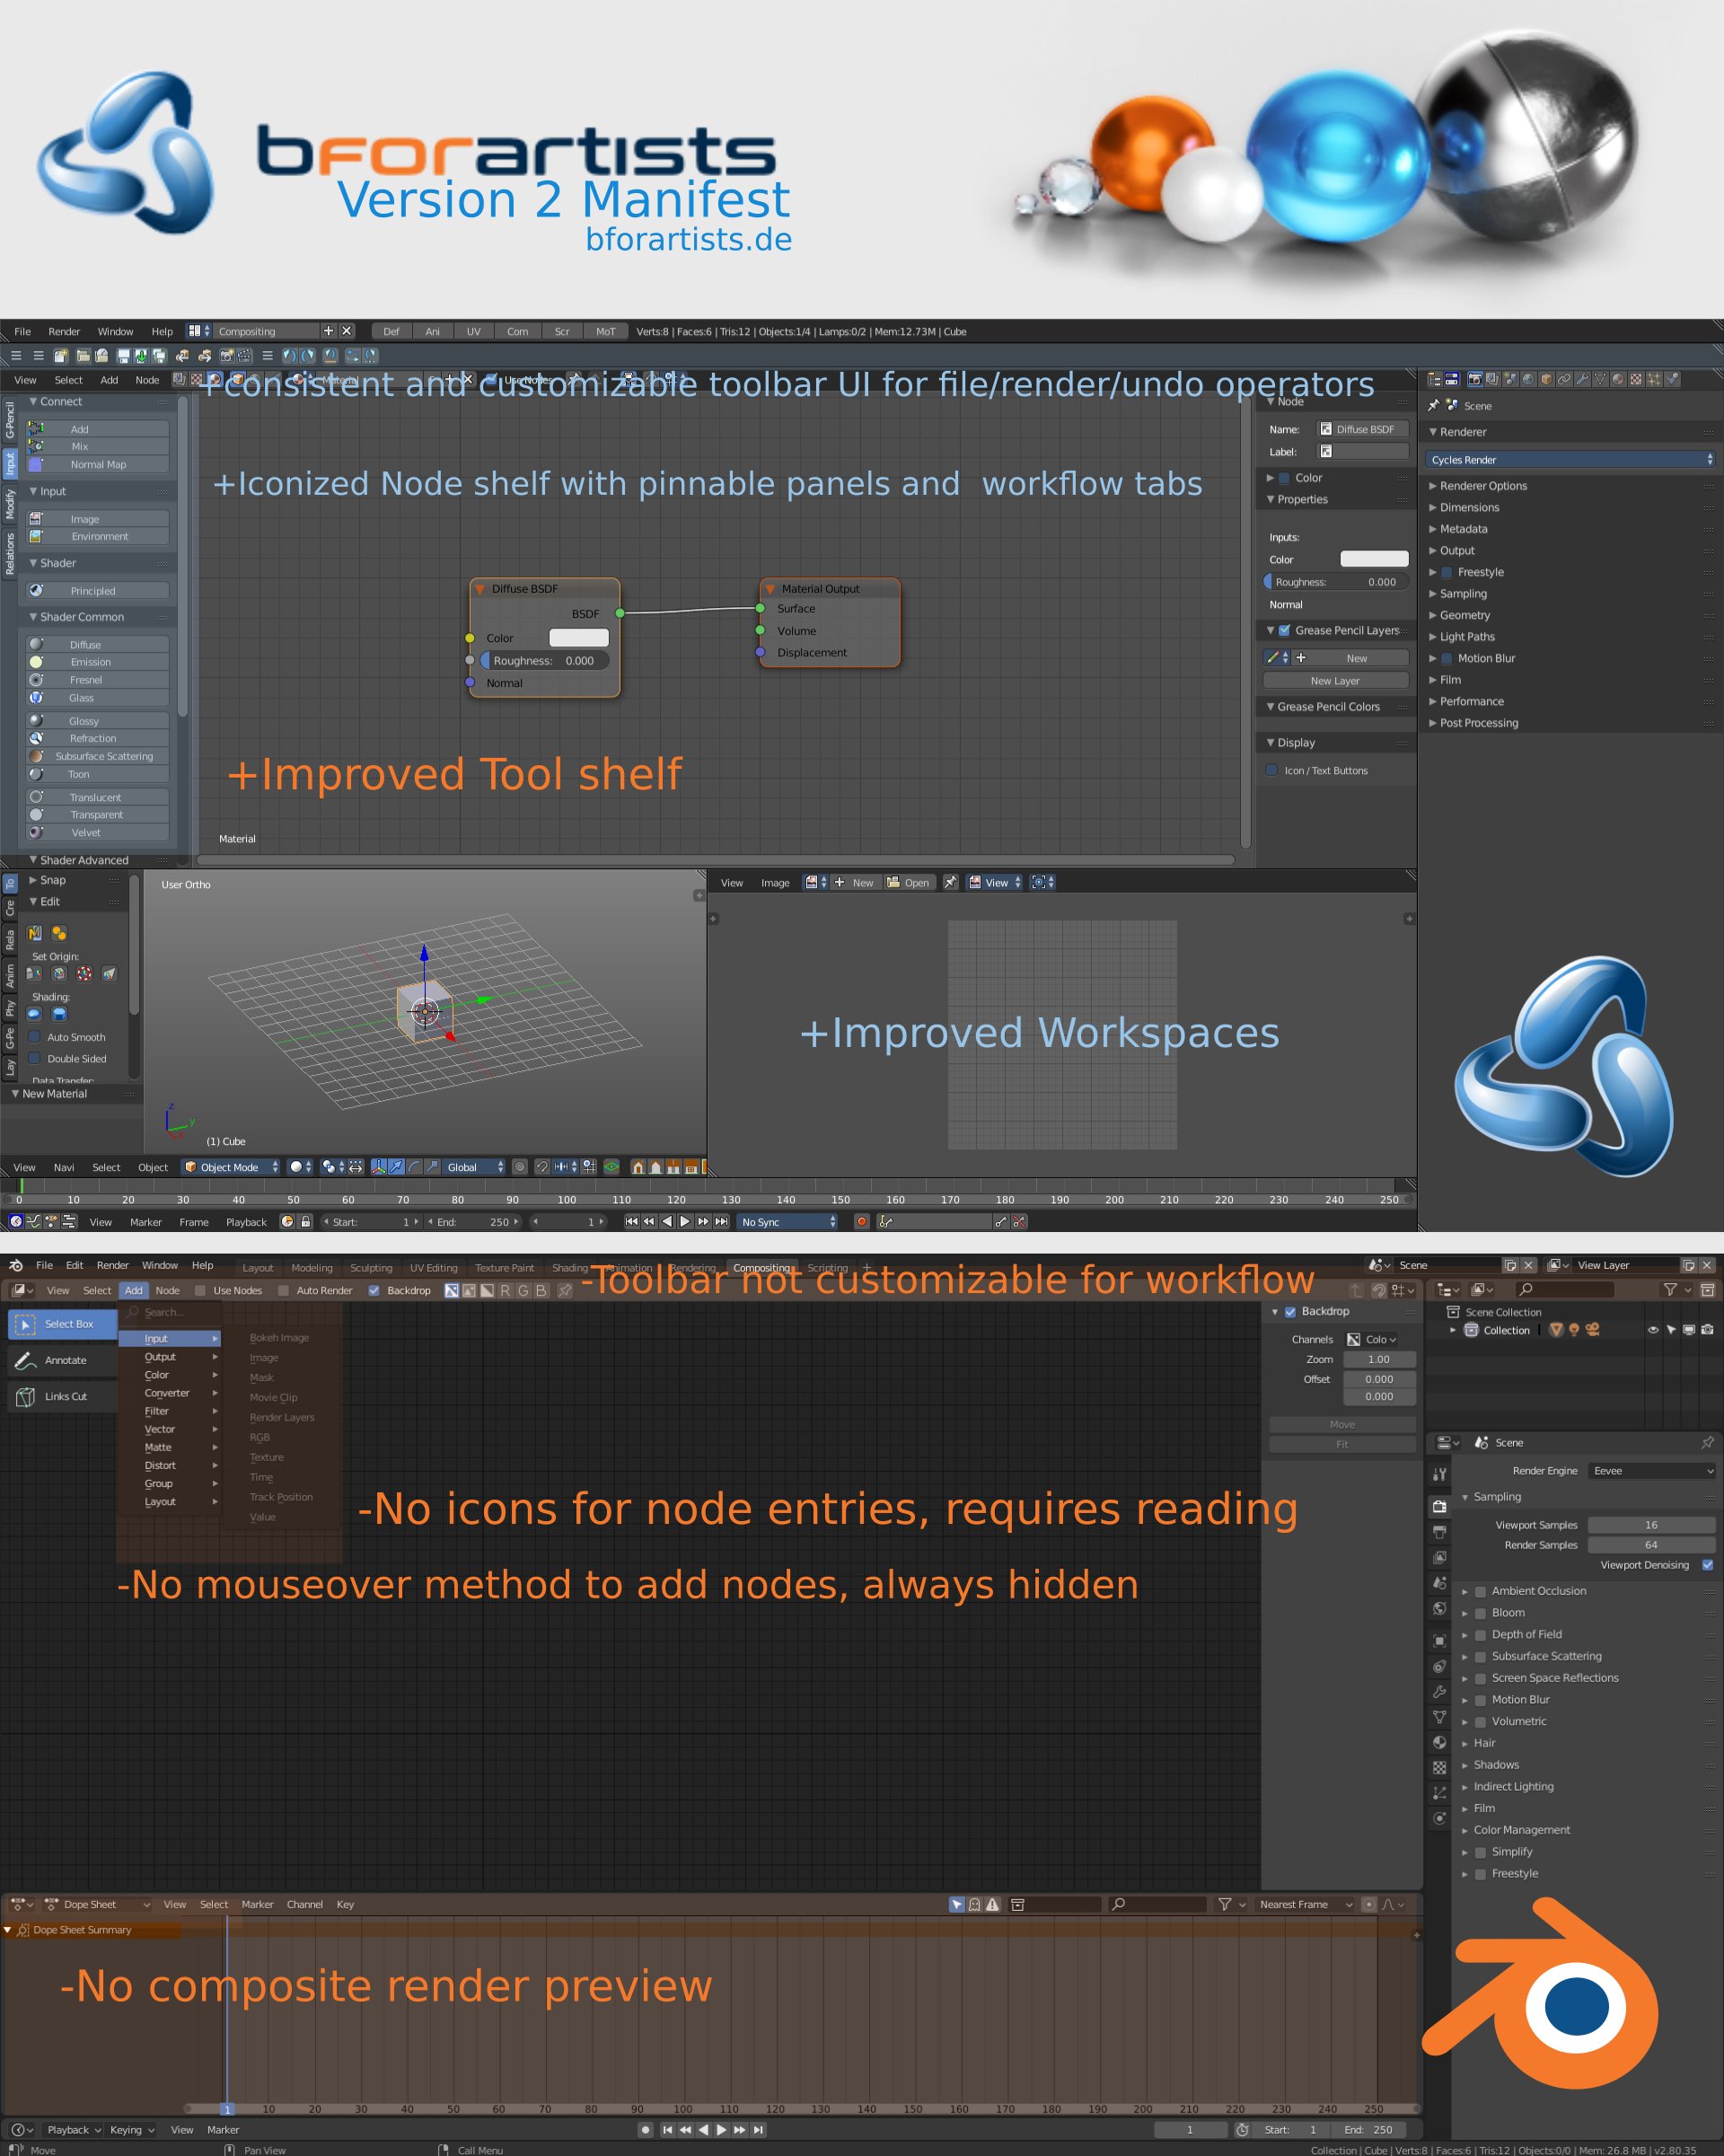 bforartists
Version 2 Manifest
bforartists.de
File Render Window Help Compositing Def Ani UV Com Scr MoT Verts:8 | Faces:6 | Tris:12 | Objects:1/4 | Lamps:0/2 | Mem:12.73M | Cube
View Select Add Node Material Use Nodes
+consistent and customizable toolbar UI for file/render/undo operators
G-Pencil
Input
Modify
Relations
Connect
Add
Mix
Normal Map
Input
Image
Environment
Shader
Principled
Shader Common
Diffuse
Emission
Fresnel
Glass
Glossy
Refraction
Subsurface Scattering
Toon
Translucent
Transparent
Velvet
Shader Advanced
+Iconized Node shelf with pinnable panels and workflow tabs
Diffuse BSDF
BSDF
Color
Roughness: 0.000
Normal
Material Output
Surface
Volume
Displacement
+Improved Tool shelf
Material
Node
Name: Diffuse BSDF
Label:
Color
Properties
Inputs:
Color
Roughness: 0.000
Normal
Grease Pencil Layers
New
New Layer
Grease Pencil Colors
Display
Icon / Text Buttons
Scene
Renderer
Cycles Render
Renderer Options
Dimensions
Metadata
Output
Freestyle
Sampling
Geometry
Light Paths
Motion Blur
Film
Performance
Post Processing
To
Cre
Rela
Anim
Phy
G-Pe
Lay
Snap
Edit
Set Origin:
Shading:
Auto Smooth
Double Sided
Data Transfer:
New Material
User Ortho
z
y
(1) Cube
View Navi Select Object Object Mode Global
View Image New Open View
+Improved Workspaces
0 10 20 30 40 50 60 70 80 90 100 110 120 130 140 150 160 170 180 190 200 210 220 230 240 250
View Marker Frame Playback Start: 1 End: 250 1 No Sync
File Edit Render Window Help Layout Modeling Sculpting UV Editing Texture Paint Shading Animation Rendering Compositing Scripting + Scene View Layer
-Toolbar not customizable for workflow
View Select Add Node Use Nodes Auto Render Backdrop R G B
Select Box
Annotate
Links Cut
Search...
Input
Output
Color
Converter
Filter
Vector
Matte
Distort
Group
Layout
Bokeh Image
Image
Mask
Movie Clip
Render Layers
RGB
Texture
Time
Track Position
Value
-No icons for node entries, requires reading
-No mouseover method to add nodes, always hidden
Backdrop
Channels Colo
Zoom 1.00
Offset 0.000
0.000
Move
Fit
Scene Collection
Collection
Scene
Render Engine Eevee
Sampling
Viewport Samples 16
Render Samples 64
Viewport Denoising
Ambient Occlusion
Bloom
Depth of Field
Subsurface Scattering
Screen Space Reflections
Motion Blur
Volumetric
Hair
Shadows
Indirect Lighting
Film
Color Management
Simplify
Freestyle
Dope Sheet View Select Marker Channel Key Nearest Frame
Dope Sheet Summary
-No composite render preview
1 10 20 30 40 50 60 70 80 90 100 110 120 130 140 150 160 170 180 190 200 210 220 230 240 250
Playback Keying View Marker 1 Start: 1 End: 250
Move Pan View Call Menu Collection | Cube | Verts:8 | Faces:6 | Tris:12 | Objects:0/0 | Mem: 26.8 MB | v2.80.35